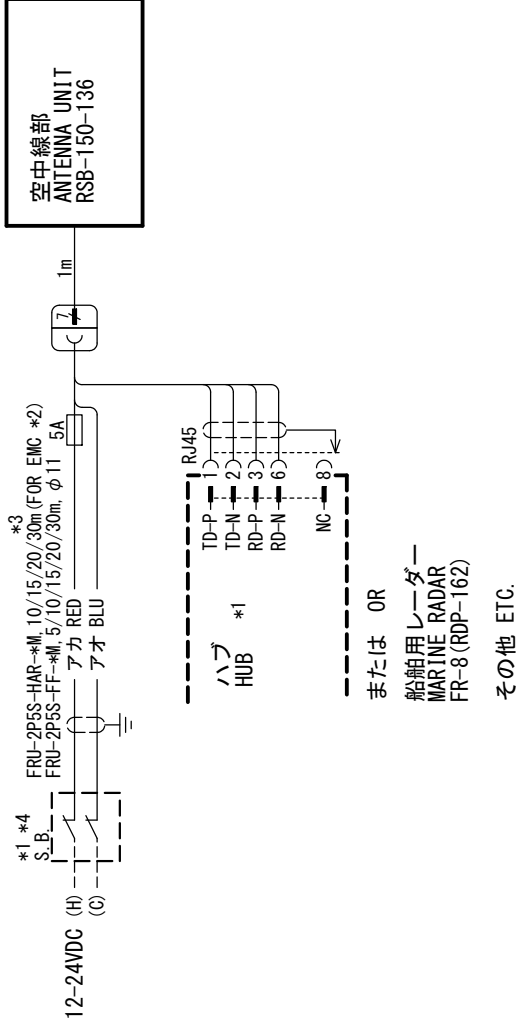 空中線部
ANTENNA UNIT
RSB-150-136
1m
7
*3
FRU-2P5S-HAR-*M, 10/15/20/30m(FOR EMC *2)
FRU-2P5S-FF-*M, 5/10/15/20/30m, φ11
5A
アカ RED
アオ BLU
*1 *4
S.B.
12-24VDC
(H)
(C)
RJ45
TD-P 1
TD-N 2
RD-P 3
RD-N 6
NC 8
ハブ
HUB
*1
または OR
船舶用レーダー
MARINE RADAR
FR-8(RDP-162)
その他 ETC.